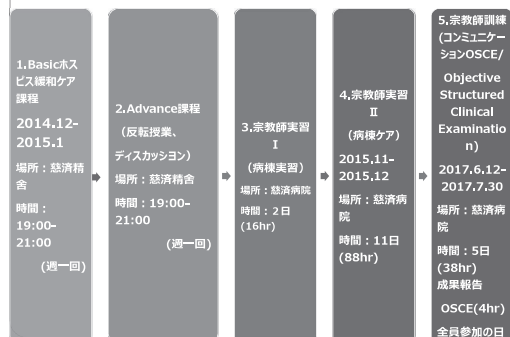 1.Basicホス
ピス緩和ケア
課程
2014.12-
2015.1
場所：慈済精
舎
時間：
19:00-
21:00
(週一回)
2.Advance課程
（反転授業、
ディスカッション）
場所：慈済精舎
時間：19:00-
21:00
(週一回)
3.宗教師実習
I
（病棟実習）
場所：慈済病院
時間：２日
(16hr)
4.宗教師実習
II
（病棟ケア）
2015.11-
2015.12
場所：慈済病
院
時間：11日
(88hr)
5.宗教師訓練
(コンミュニケー
ションOSCE/
Objective
Structured
Clinical
Examinatio
n)
2017.6.12-
2017.7.30
場所：慈済病
院
時間：5日
(38hr)
成果報告
OSCE(4hr)
全員参加の日